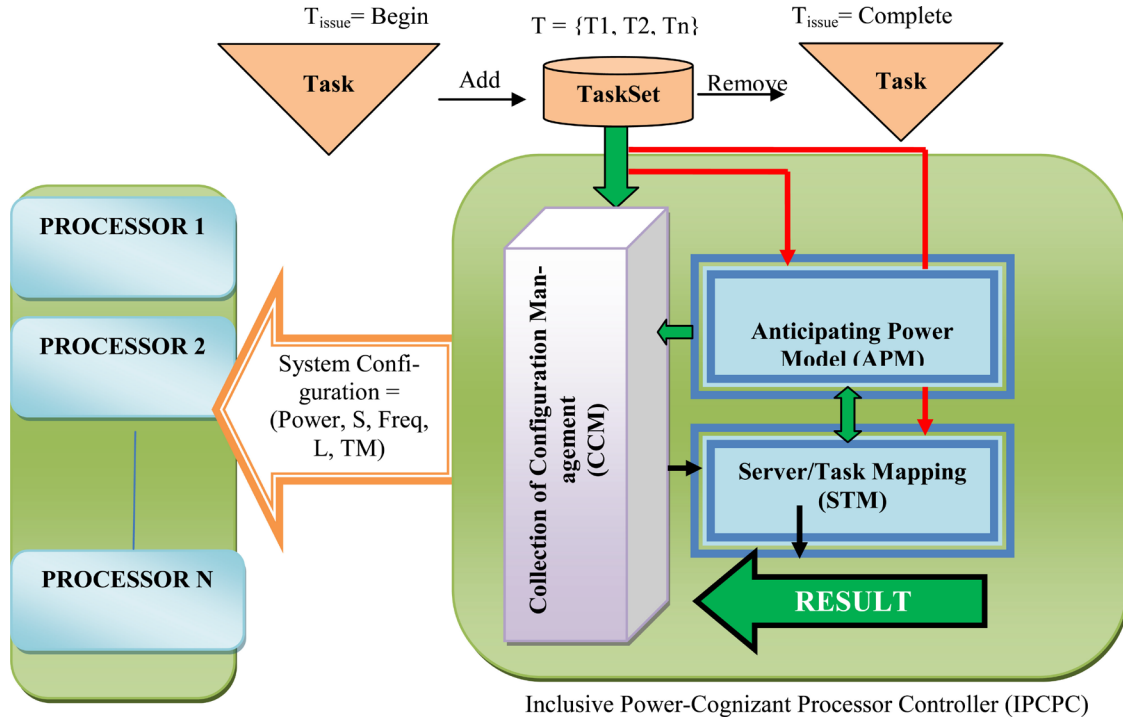 T_issue= Begin
T = {T1, T2, Tn}
T_issue= Complete
Task
Add
TaskSet
Remove
Task
PROCESSOR 1
PROCESSOR 2
PROCESSOR N
System Confi-
guration =
(Power, S, Freq,
L, TM)
Collection of Configuration Man-
agement
(CCM)
Anticipating Power
Model (APM)
Server/Task Mapping
(STM)
RESULT
Inclusive Power-Cognizant Processor Controller (IPCPC)